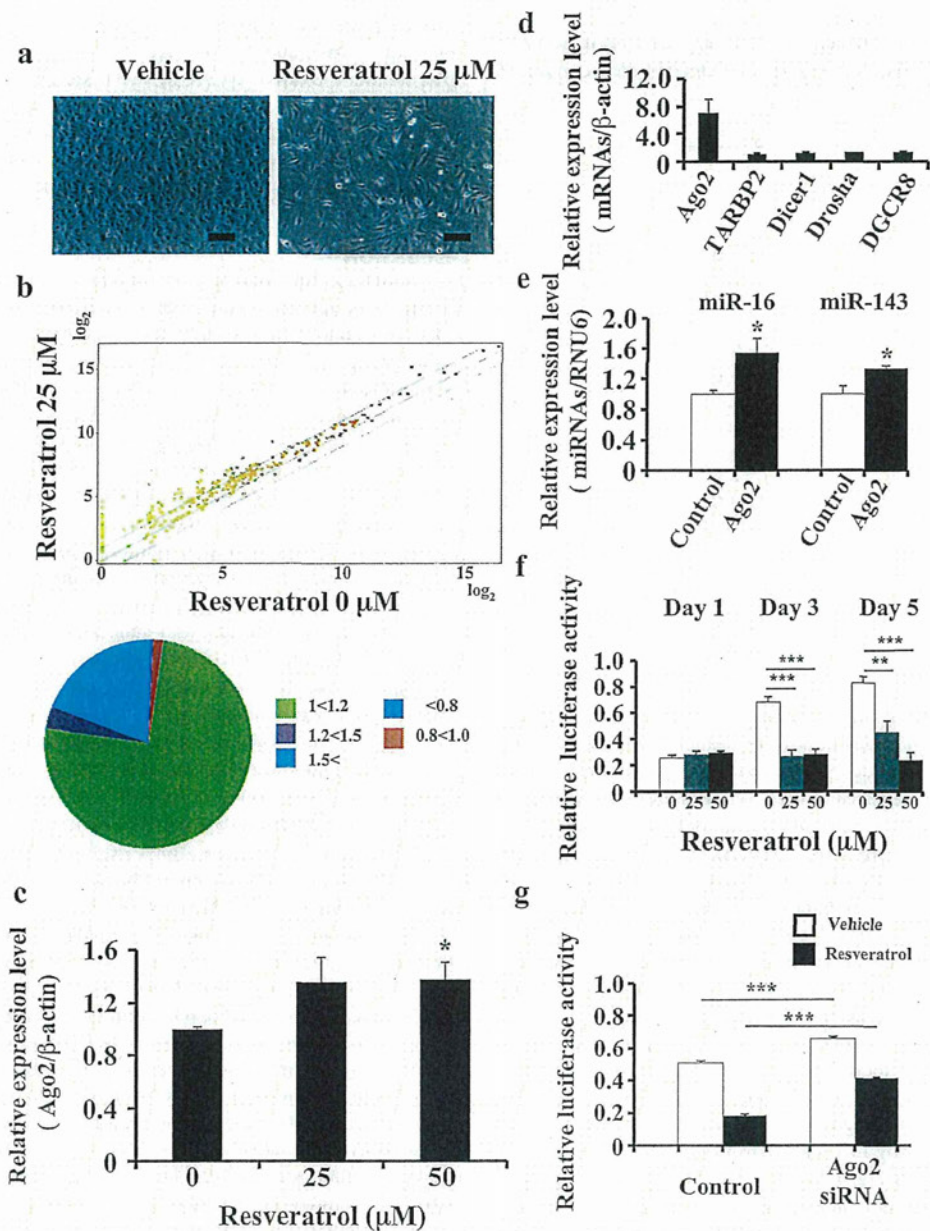 a
Vehicle
Resveratrol 25 μM
b
log2
Resveratrol 25 μM
15
10
5
0
0
5
10
15
log2
Resveratrol 0 μM
1<1.2
<0.8
1.2<1.5
0.8<1.0
1.5<
c
Relative expression level
( Ago2/β-actin)
1.6
1.2
0.8
0.4
0
*
0
25
50
Resveratrol (μM)
d
Relative expression level
( mRNAs/β-actin)
12.0
8.0
4.0
0
Ago2
TARBP2
Dicer1
Drosha
DGCR8
e
Relative expression level
( miRNAs/RNU6)
miR-16
miR-143
2.0
1.6
1.2
0.8
0.4
0
*
*
Control
Ago2
Control
Ago2
f
Relative luciferase activity
Day 1
Day 3
Day 5
1.0
0.8
0.6
0.4
0.2
0
***
***
***
**
0 25 50
0 25 50
0 25 50
Resveratrol (μM)
g
Vehicle
Resveratrol
Relative luciferase activity
1.0
0.8
0.6
0.4
0.2
0
***
***
Control
Ago2
siRNA